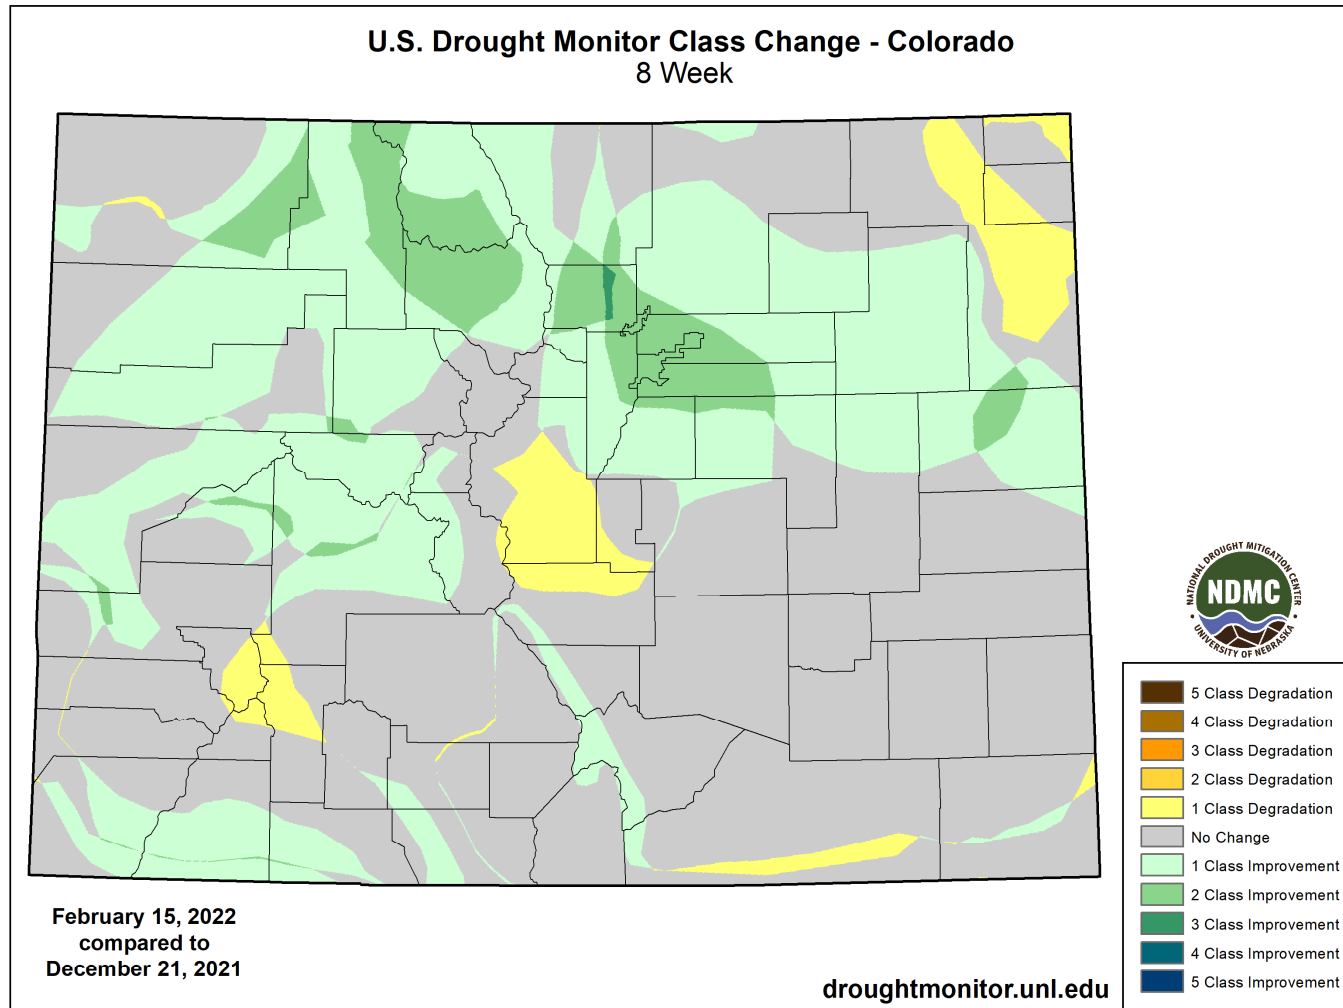 U.S. Drought Monitor Class Change - Colorado
8 Week
NATIONAL DROUGHT MITIGATION CENTER
NDMC
UNIVERSITY OF NEBRASKA
5 Class Degradation
4 Class Degradation
3 Class Degradation
2 Class Degradation
1 Class Degradation
No Change
1 Class Improvement
2 Class Improvement
3 Class Improvement
4 Class Improvement
5 Class Improvement
February 15, 2022
compared to
December 21, 2021
droughtmonitor.unl.edu